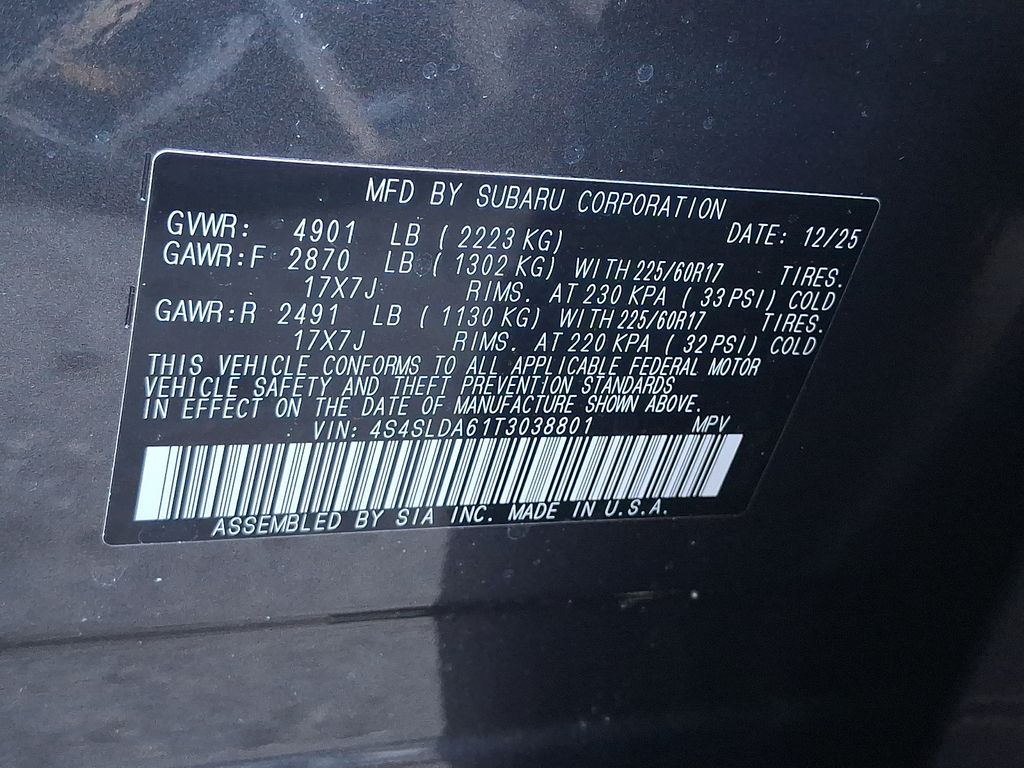 MFD BY SUBARU CORPORATION
GVWR: 4901 LB ( 2223 KG) DATE: 12/25
GAWR:F 2870 LB ( 1302 KG) WITH 225/60R17 TIRES.
17X7J RIMS. AT 230 KPA ( 33 PSI) COLD
GAWR:R 2491 LB ( 1130 KG) WITH 225/60R17 TIRES.
17X7J RIMS. AT 220 KPA ( 32 PSI) COLD
THIS VEHICLE CONFORMS TO ALL APPLICABLE FEDERAL MOTOR
VEHICLE SAFETY AND THEFT PREVENTION STANDARDS
IN EFFECT ON THE DATE OF MANUFACTURE SHOWN ABOVE.
VIN: 4S4SLDA61T3038801 MPV
ASSEMBLED BY SIA INC. MADE IN U.S.A.